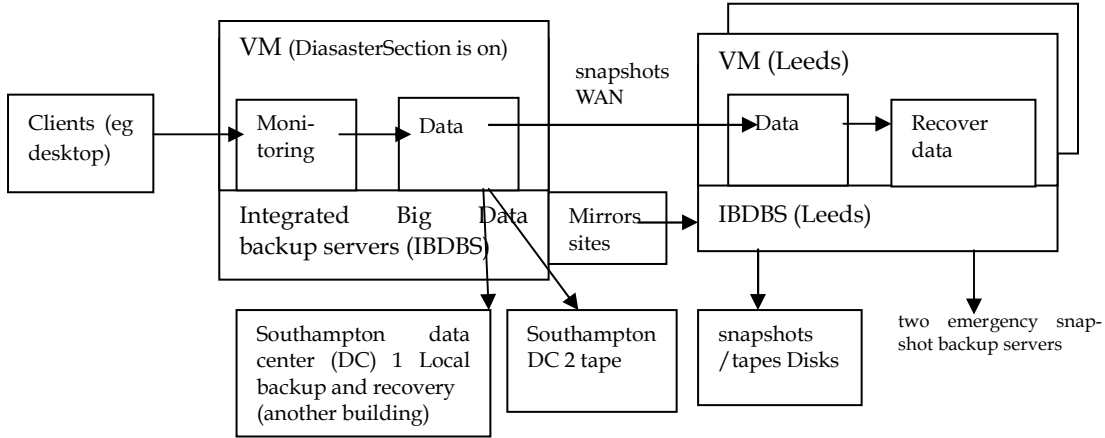 VM (DiasasterSection is on)
VM (Leeds)
snapshots
WAN
Clients (eg
desktop)
Moni-
toring
Data
Data
Recover
data
Integrated Big Data
backup servers (IBDBS)
Mirrors
sites
IBDBS (Leeds)
Southampton data
center (DC) 1 Local
backup and recovery
(another building)
Southampton
DC 2 tape
snapshots
/tapes Disks
two emergency snap-
shot backup servers